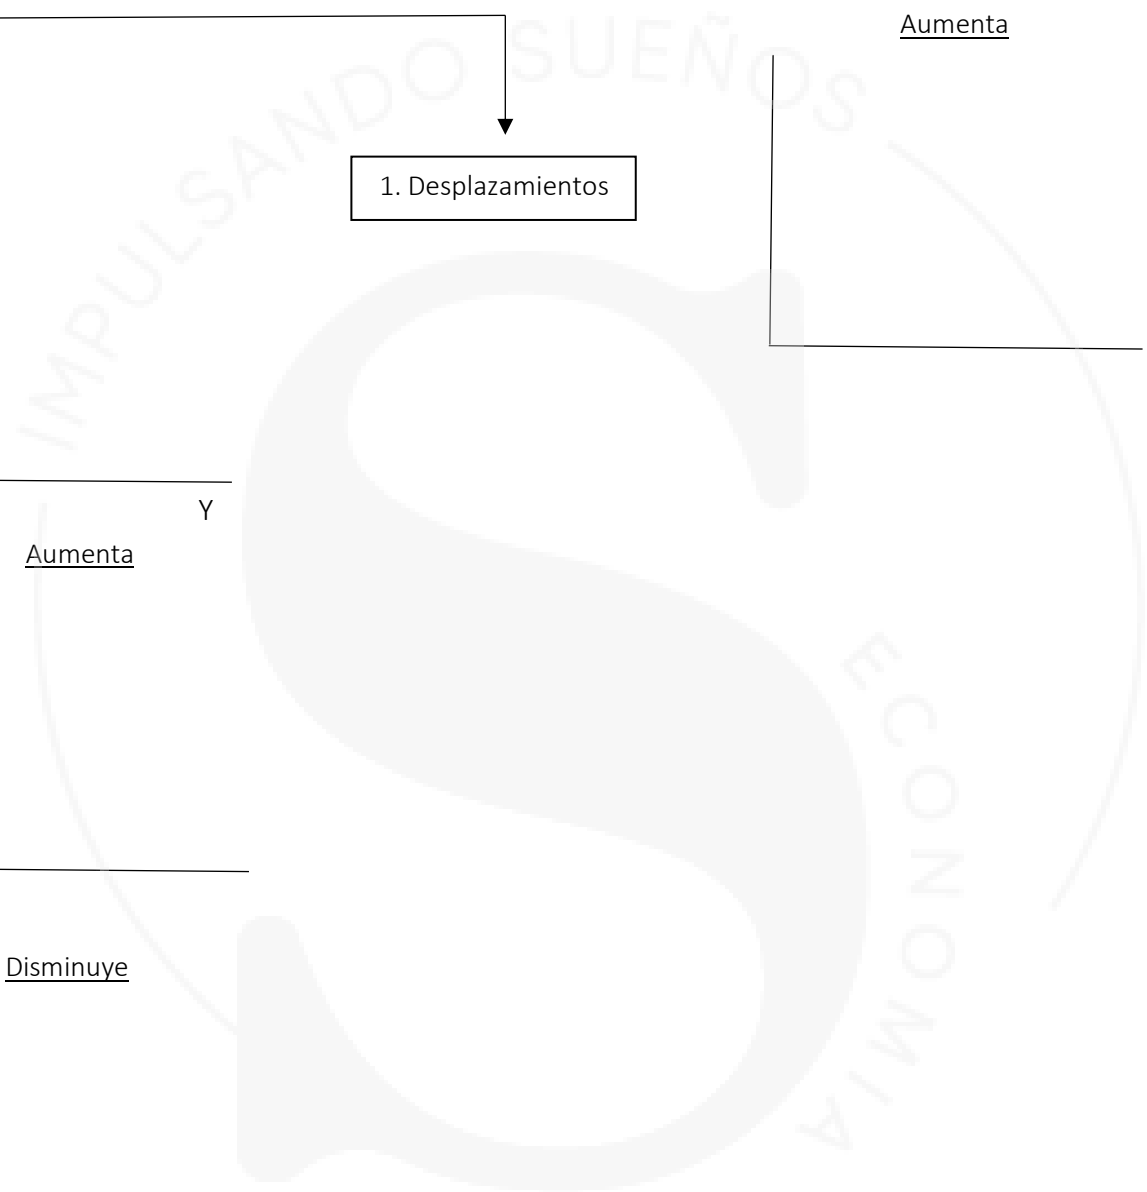 Aumenta
IMPULSANDO SUEÑOS
1. Desplazamientos
Y
Aumenta
ECONOMIA
Disminuye